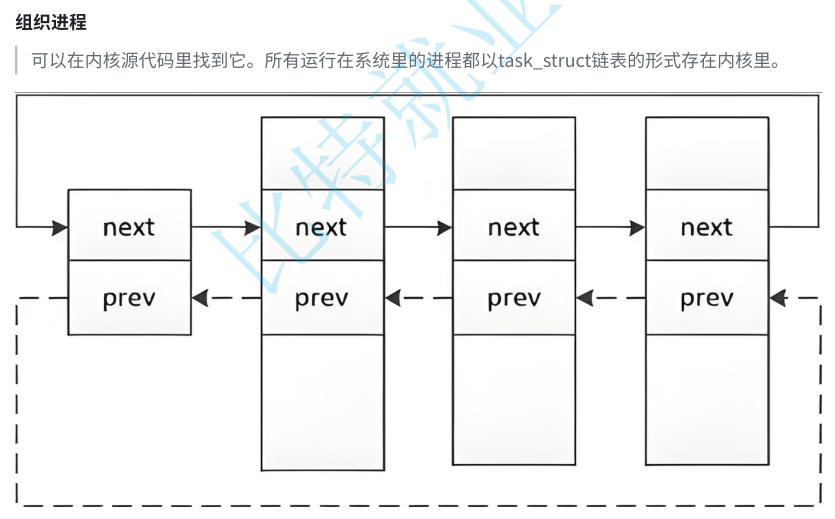 组织进程
可以在内核源代码里找到它。所有运行在系统里的进程都以task_struct链表的形式存在内核里。
next next next next
prev prev prev prev
比特就业